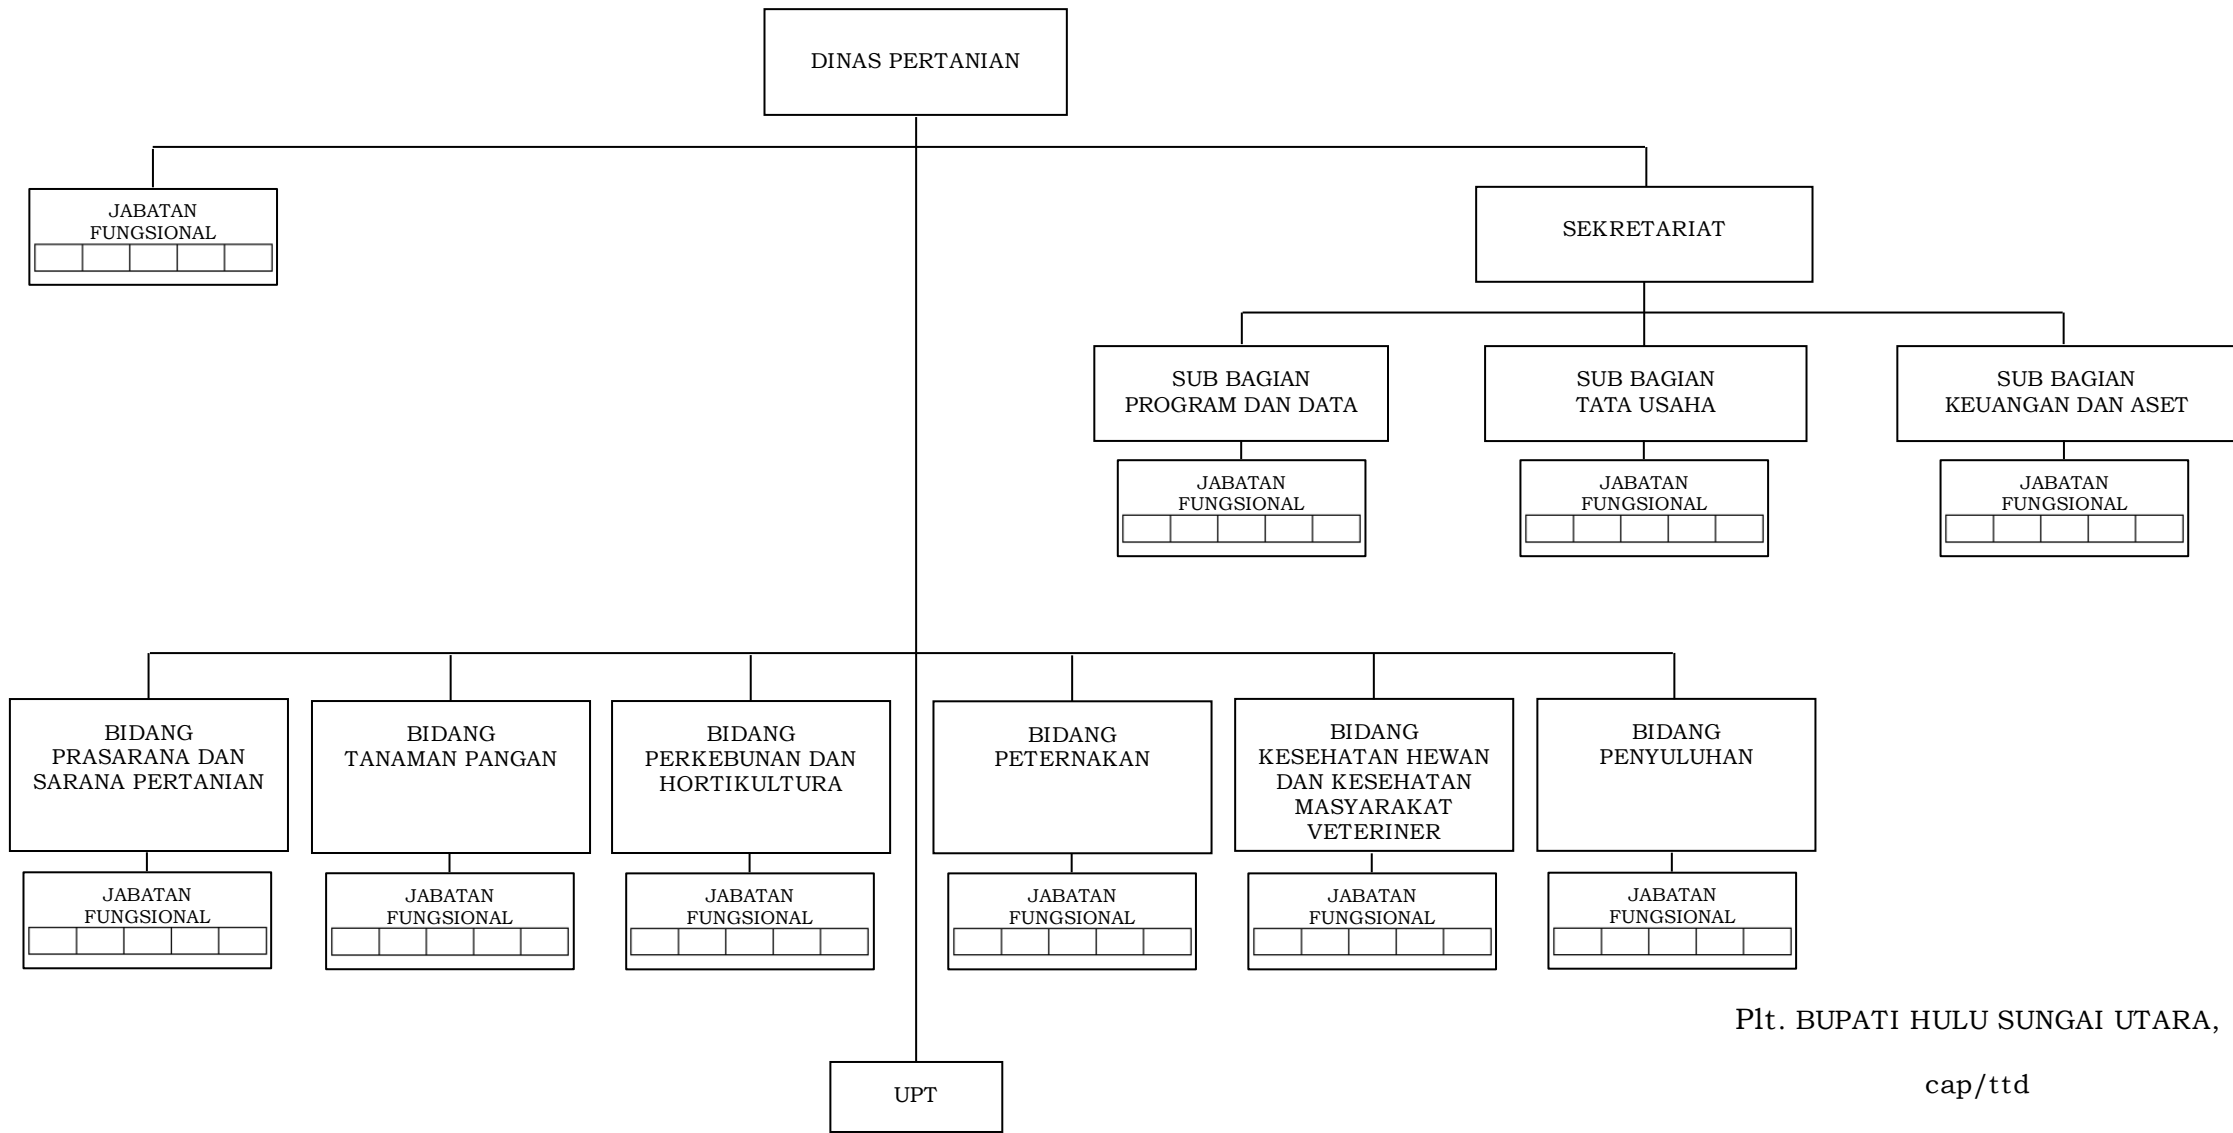 DINAS PERTANIAN
JABATAN
FUNGSIONAL
SEKRETARIAT
SUB BAGIAN
PROGRAM DAN DATA
SUB BAGIAN
TATA USAHA
SUB BAGIAN
KEUANGAN DAN ASET
JABATAN
FUNGSIONAL
JABATAN
FUNGSIONAL
JABATAN
FUNGSIONAL
BIDANG
PRASARANA DAN
SARANA PERTANIAN
BIDANG
TANAMAN PANGAN
BIDANG
PERKEBUNAN DAN
HORTIKULTURA
BIDANG
PETERNAKAN
BIDANG
KESEHATAN HEWAN
DAN KESEHATAN
MASYARAKAT
VETERINER
BIDANG
PENYULUHAN
JABATAN
FUNGSIONAL
JABATAN
FUNGSIONAL
JABATAN
FUNGSIONAL
JABATAN
FUNGSIONAL
JABATAN
FUNGSIONAL
JABATAN
FUNGSIONAL
Plt. BUPATI HULU SUNGAI UTARA,
cap/ttd
UPT